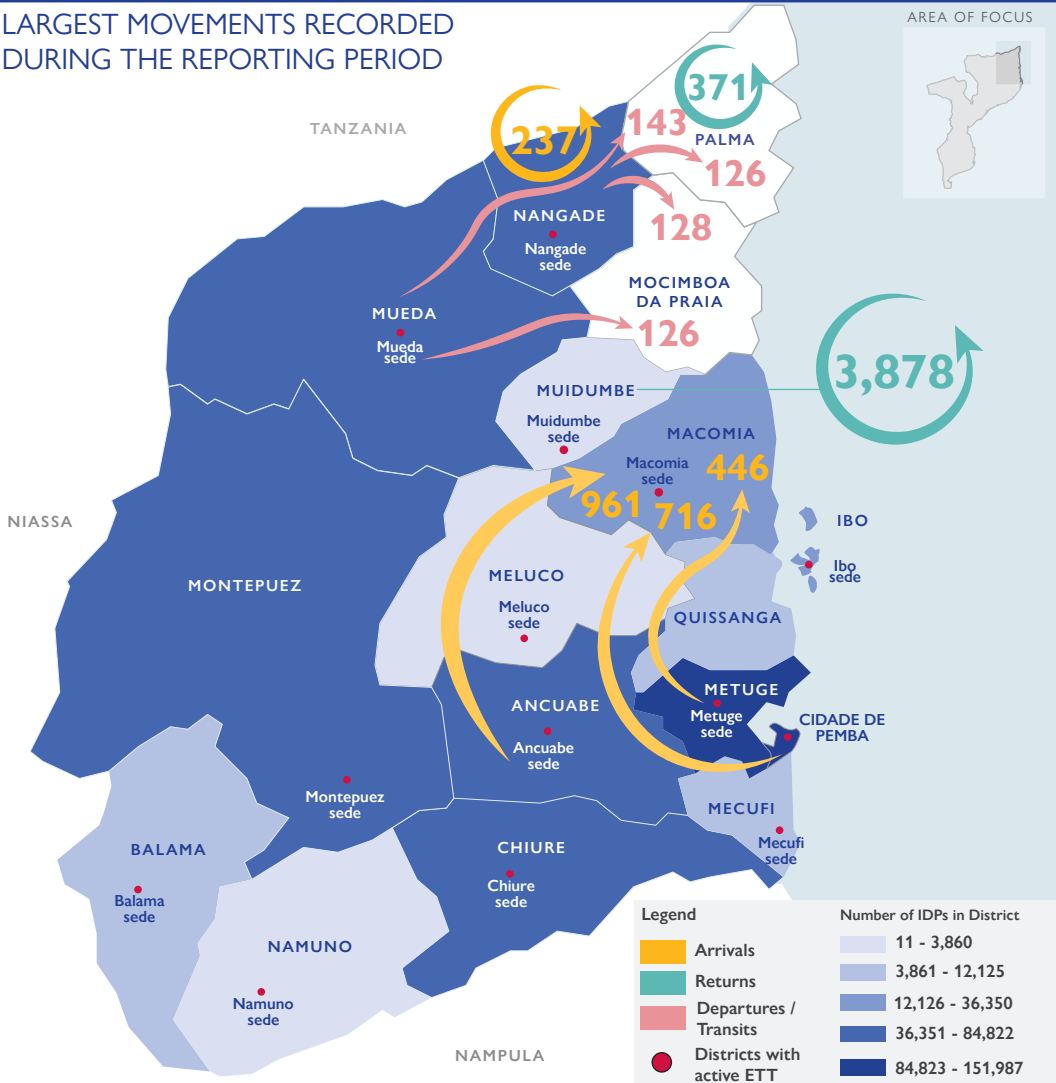 LARGEST MOVEMENTS RECORDED
DURING THE REPORTING PERIOD
AREA OF FOCUS
TANZANIA
237
143
371
PALMA
126
NANGADE
Nangade
sede
128
MOCIMBOA
DA PRAIA
126
MUEDA
Mueda
sede
3,878
MUIDUMBE
Muidumbe
sede
MACOMIA
Macomia
sede
446
961
716
NIASSA
IBO
Ibo
sede
MONTEPUEZ
MELUCO
Meluco
sede
QUISSANGA
METUGE
Metuge
sede
CIDADE DE
PEMBA
ANCUABE
Ancuabe
sede
Montepuez
sede
MECUFI
Mecufi
sede
BALAMA
Balama
sede
CHIURE
Chiure
sede
NAMUNO
Namuno
sede
NAMPULA
Legend
Arrivals
Returns
Departures /
Transits
Districts with
active ETT
Number of IDPs in District
11 - 3,860
3,861 - 12,125
12,126 - 36,350
36,351 - 84,822
84,823 - 151,987